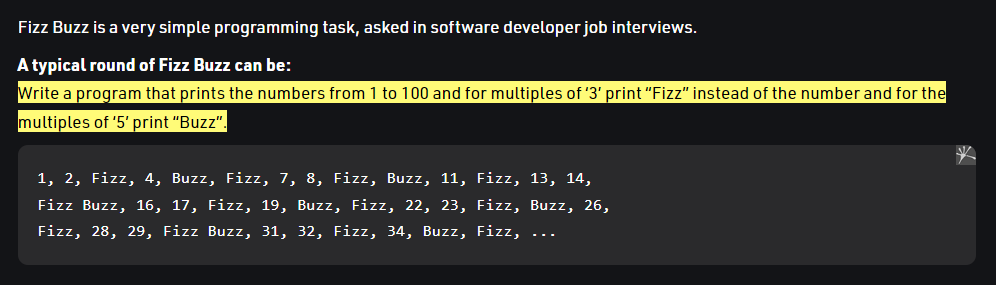 Fizz Buzz is a very simple programming task, asked in software developer job interviews.
A typical round of Fizz Buzz can be:
Write a program that prints the numbers from 1 to 100 and for multiples of ‘3’ print “Fizz” instead of the number and for the
multiples of ‘5’ print “Buzz”.
1, 2, Fizz, 4, Buzz, Fizz, 7, 8, Fizz, Buzz, 11, Fizz, 13, 14,
Fizz Buzz, 16, 17, Fizz, 19, Buzz, Fizz, 22, 23, Fizz, Buzz, 26,
Fizz, 28, 29, Fizz Buzz, 31, 32, Fizz, 34, Buzz, Fizz, ...